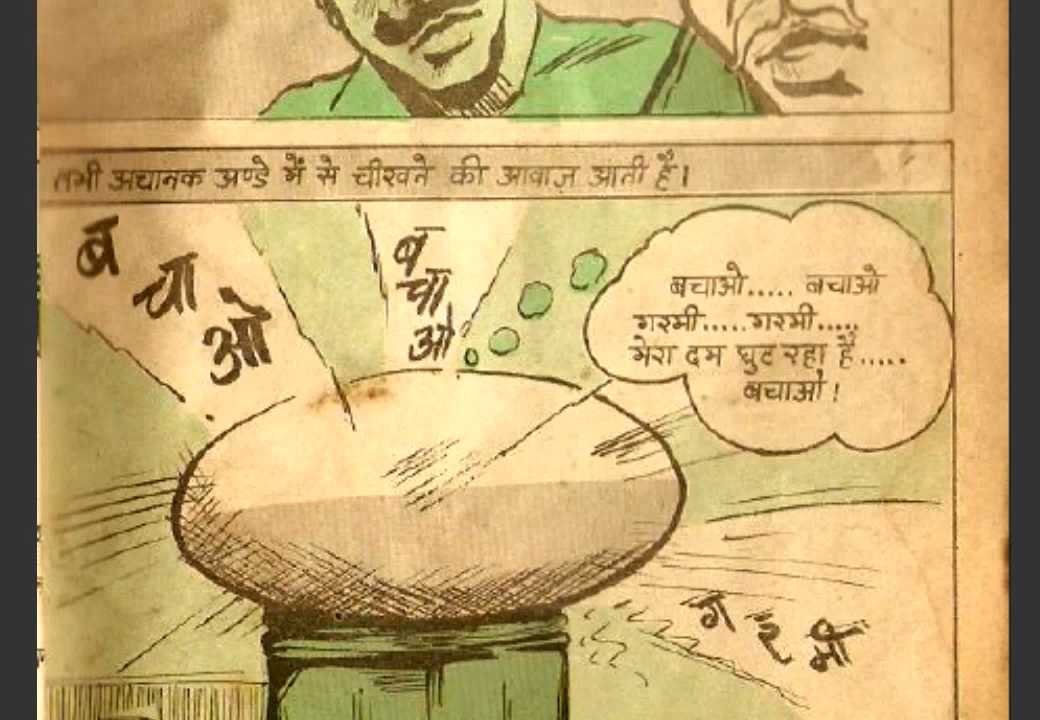 तभी अचानक अण्डे में से चीखने की आवाज़ आती है।
ब
चा
ओ
ब
चा
ओ
बचाओ..... बचाओ
गरमी.....गरमी.....
मेरा दम घुट रहा है.....
बचाओ!
ग र मी